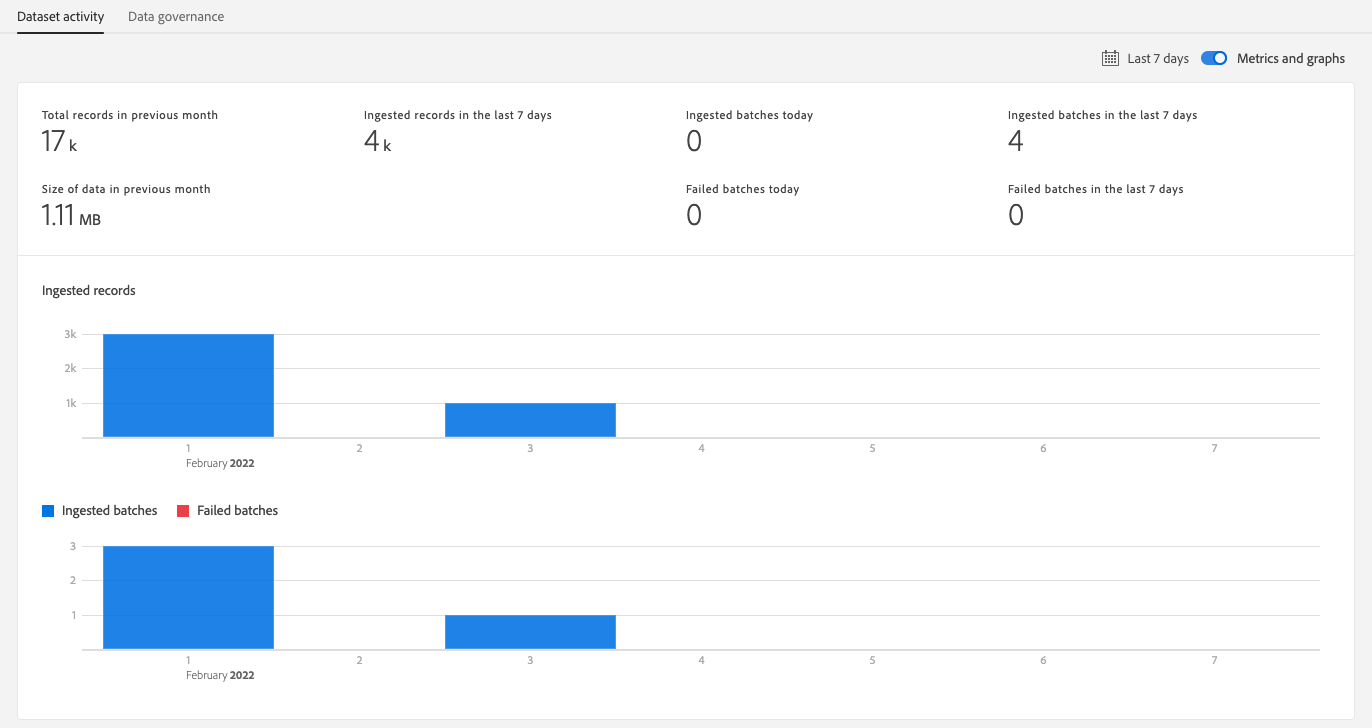 Dataset activity Data governance
Last 7 days Metrics and graphs
Total records in previous month Ingested records in the last 7 days Ingested batches today Ingested batches in the last 7 days
17 k 4 k 0 4
Size of data in previous month Failed batches today Failed batches in the last 7 days
1.11 MB 0 0
Ingested records
3k
2k
1k
1 2 3 4 5 6 7
February 2022
Ingested batches Failed batches
3
2
1
1 2 3 4 5 6 7
February 2022